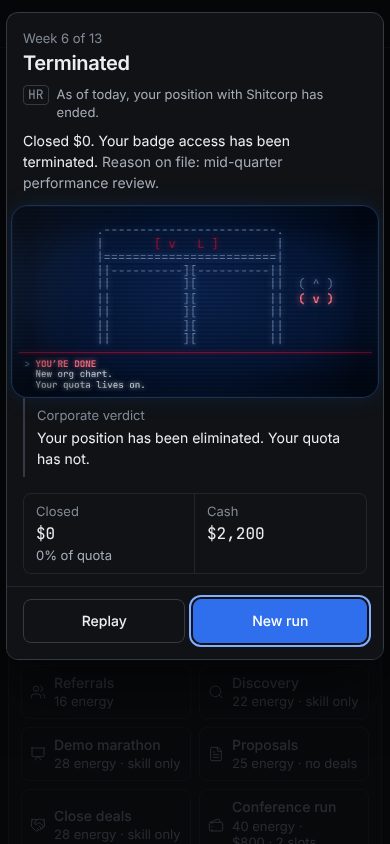 Week 6 of 13
Terminated
HR As of today, your position with Shitcorp has
ended.
Closed $0. Your badge access has been
terminated. Reason on file: mid-quarter
performance review.
[ v L ]
( ^ )
( v )
> YOU'RE DONE
New org chart.
Your quota lives on.
Corporate verdict
Your position has been eliminated. Your quota
has not.
Closed
$0
0% of quota
Cash
$2,200
Replay
New run
Referrals
16 energy
Discovery
22 energy · skill only
Demo marathon
28 energy · skill only
Proposals
25 energy · no deals
Close deals
28 energy · skill only
Conference run
40 energy ·
$800 · 2 slots